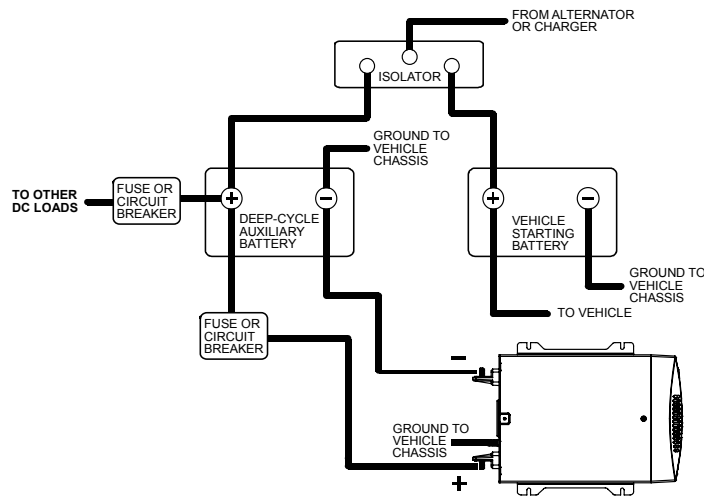 FROM ALTERNATOR
OR CHARGER
ISOLATOR
GROUND TO
VEHICLE
CHASSIS
TO OTHER
DC LOADS
FUSE OR
CIRCUIT
BREAKER
+
−
DEEP-CYCLE
AUXILIARY
BATTERY
+
−
VEHICLE
STARTING
BATTERY
GROUND TO
VEHICLE
CHASSIS
TO VEHICLE
FUSE OR
CIRCUIT
BREAKER
−
GROUND TO
VEHICLE
CHASSIS
+